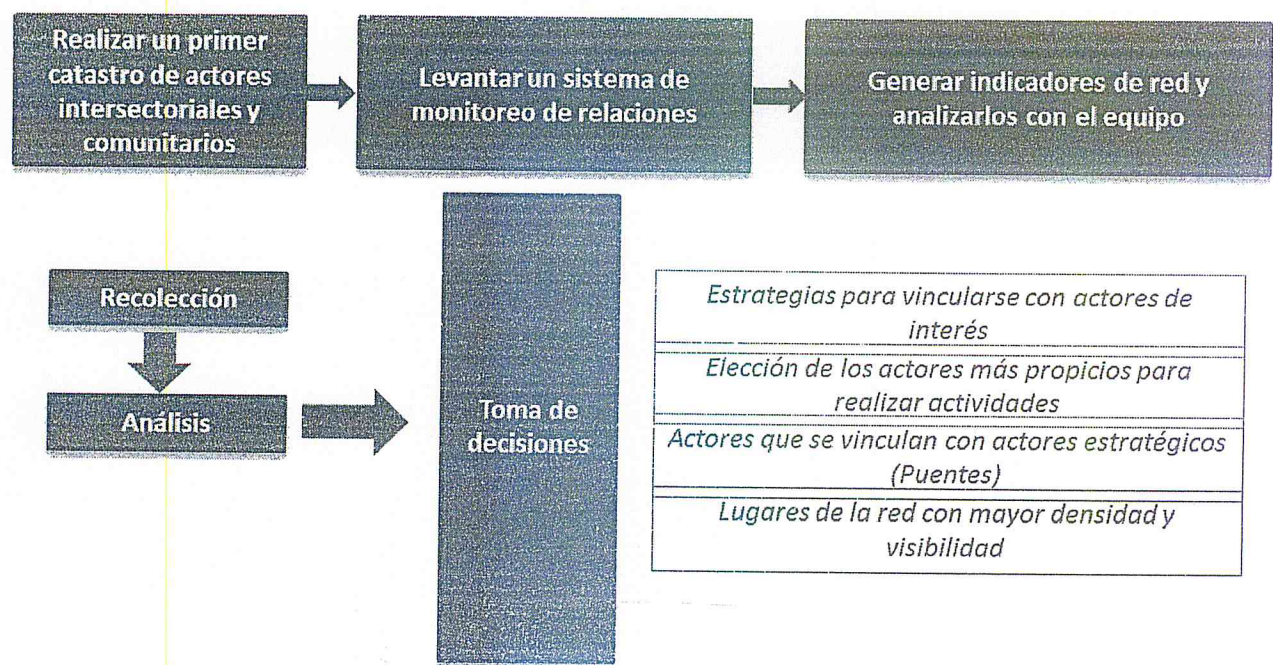 Realizar un primer
catastro de actores
intersectoriales y
comunitarios
Levantar un sistema de
monitoreo de relaciones
Generar indicadores de red y
analizarlos con el equipo
Recolección
Análisis
Toma de
decisiones
Estrategias para vincularse con actores de
interés
Elección de los actores más propicios para
realizar actividades
Actores que se vinculan con actores estratégicos
(Puentes)
Lugares de la red con mayor densidad y
visibilidad